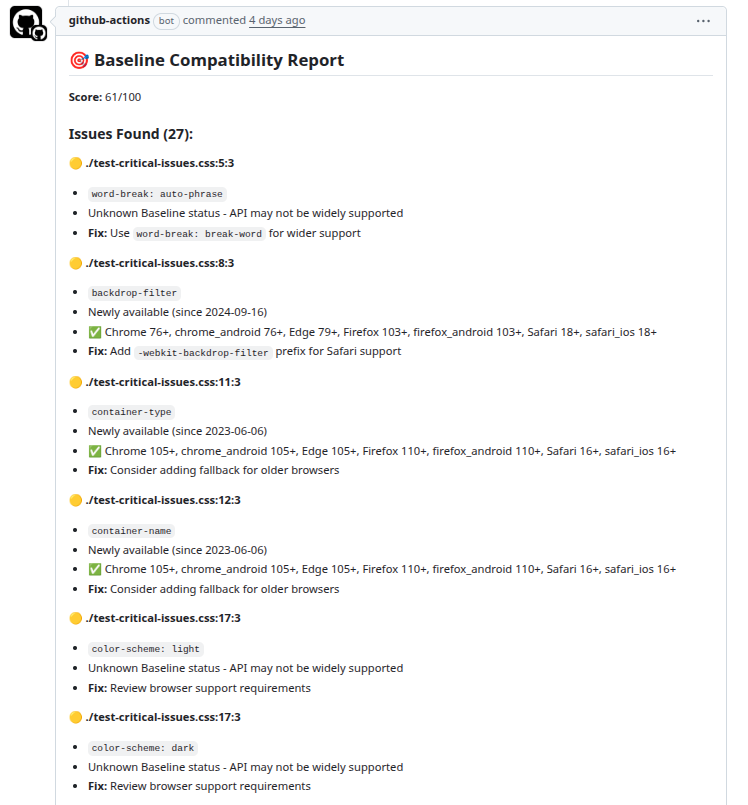 github-actions bot commented 4 days ago ...
🎯 Baseline Compatibility Report
Score: 61/100
Issues Found (27):
🟡 ./test-critical-issues.css:5:3
• word-break: auto-phrase
• Unknown Baseline status - API may not be widely supported
• Fix: Use word-break: break-word for wider support
🟡 ./test-critical-issues.css:8:3
• backdrop-filter
• Newly available (since 2024-09-16)
• ✅ Chrome 76+, chrome_android 76+, Edge 79+, Firefox 103+, firefox_android 103+, Safari 18+, safari_ios 18+
• Fix: Add -webkit-backdrop-filter prefix for Safari support
🟡 ./test-critical-issues.css:11:3
• container-type
• Newly available (since 2023-06-06)
• ✅ Chrome 105+, chrome_android 105+, Edge 105+, Firefox 110+, firefox_android 110+, Safari 16+, safari_ios 16+
• Fix: Consider adding fallback for older browsers
🟡 ./test-critical-issues.css:12:3
• container-name
• Newly available (since 2023-06-06)
• ✅ Chrome 105+, chrome_android 105+, Edge 105+, Firefox 110+, firefox_android 110+, Safari 16+, safari_ios 16+
• Fix: Consider adding fallback for older browsers
🟡 ./test-critical-issues.css:17:3
• color-scheme: light
• Unknown Baseline status - API may not be widely supported
• Fix: Review browser support requirements
🟡 ./test-critical-issues.css:17:3
• color-scheme: dark
• Unknown Baseline status - API may not be widely supported
• Fix: Review browser support requirements